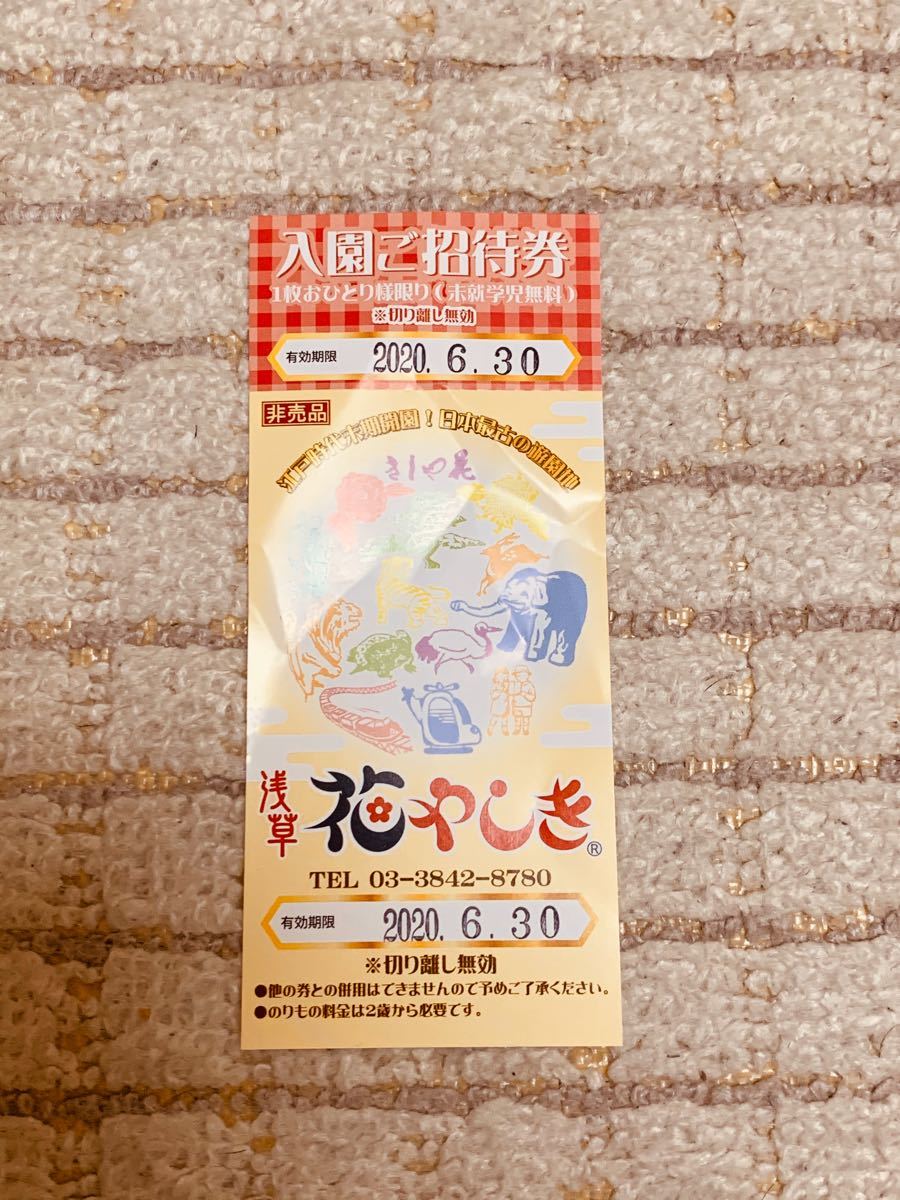 入園ご招待券
1枚おひとり様限り（未就学児無料）
※切り離し無効
有効期限 2020. 6. 30
非売品
江戸時代末期開園！日本最古の遊園地
きしや花
浅草
花やしき®
TEL 03-3842-8780
有効期限 2020. 6. 30
※切り離し無効
●他の券との併用はできませんので予めご了承ください。
●のりもの料金は2歳から必要です。